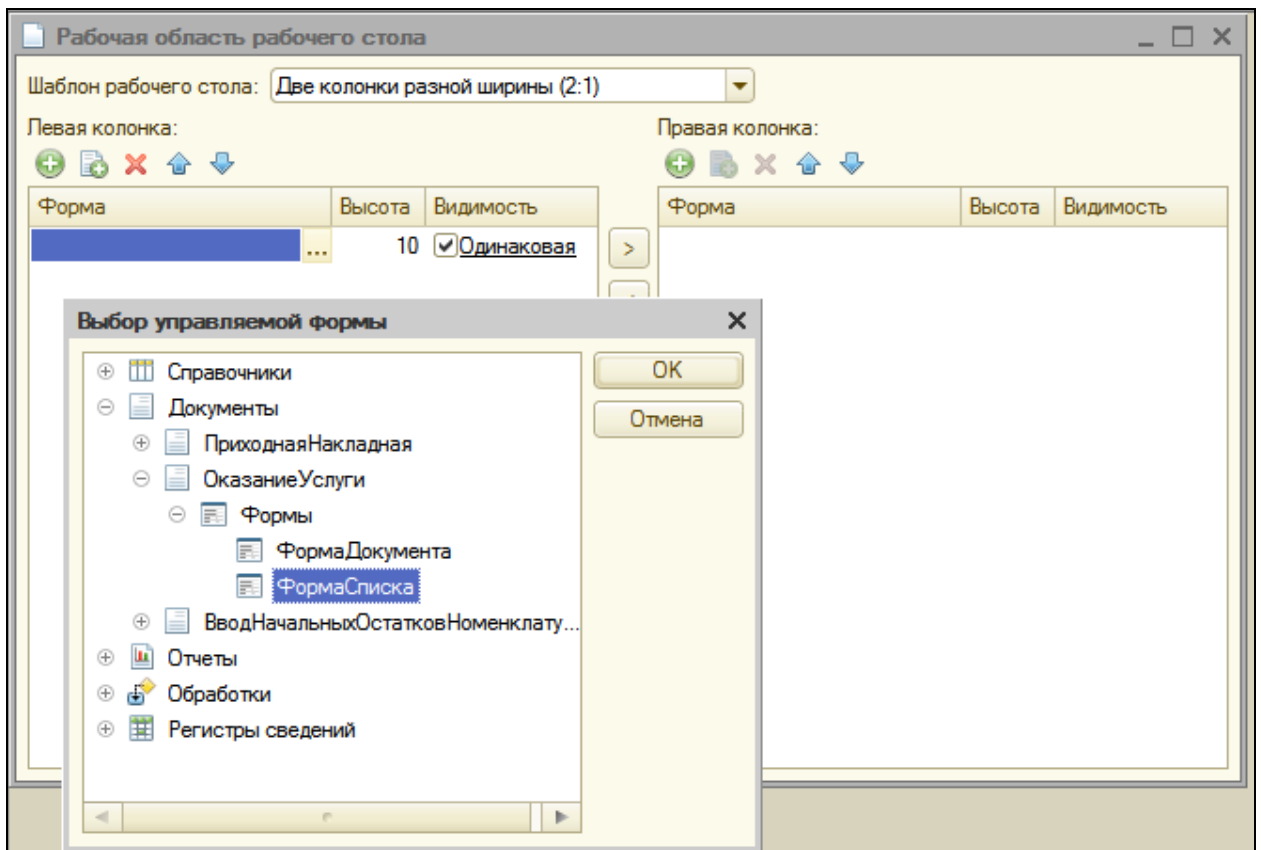 Рабочая область рабочего стола
Шаблон рабочего стола: Две колонки разной ширины (2:1)
Левая колонка:
Правая колонка:
Форма Высота Видимость
Форма Высота Видимость
... 10 Одинаковая
>
Выбор управляемой формы
Справочники
OK
Документы
Отмена
ПриходнаяНакладная
ОказаниеУслуги
Формы
ФормаДокумента
ФормаСписка
ВводНачальныхОстатковНоменклату...
Отчеты
Обработки
Регистры сведений